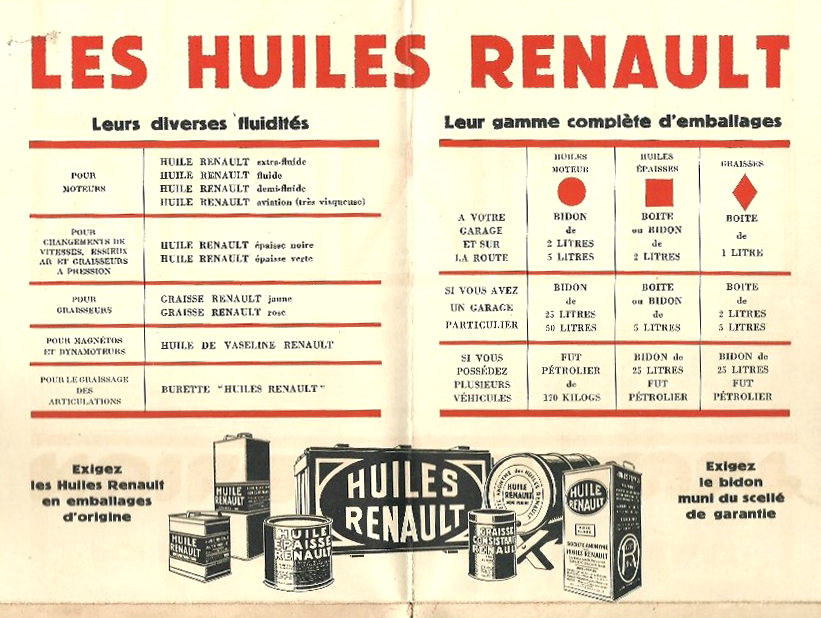 LES HUILES RENAULT
Leurs diverses fluidités
POUR
MOTEURS
HUILE RENAULT extra-fluide
HUILE RENAULT fluide
HUILE RENAULT demi-fluide
HUILE RENAULT aviation (très visqueuse)
POUR
CHANGEMENTS DE
VITESSES, ESSIEUX
AR ET GRAISSEURS
A PRESSION
HUILE RENAULT épaisse noire
HUILE RENAULT épaisse verte
POUR
GRAISSEURS
GRAISSE RENAULT jaune
GRAISSE RENAULT rose
POUR MAGNÉTOS
ET DYNAMOTEURS
HUILE DE VASELINE RENAULT
POUR LE GRAISSAGE
DES
ARTICULATIONS
BURETTE "HUILES RENAULT"
Leur gamme complète d'emballages
HUILES
MOTEUR
HUILES
ÉPAISSES
GRAISSES
A VOTRE
GARAGE
ET SUR
LA ROUTE
BIDON
de
2 LITRES
5 LITRES
BOITE
ou BIDON
de
2 LITRES
BOITE
de
1 LITRE
SI VOUS AVEZ
UN GARAGE
PARTICULIER
BIDON
de
25 LITRES
50 LITRES
BOITE
ou BIDON
de
5 LITRES
BOITE
de
2 LITRES
5 LITRES
SI VOUS
POSSÉDEZ
PLUSIEURS
VÉHICULES
FUT
PÉTROLIER
de
170 KILOGS
BIDON de
25 LITRES
FUT
PÉTROLIER
BIDON de
25 LITRES
FUT
PÉTROLIER
Exigez
les Huiles Renault
en emballages
d'origine
HUILE
RENAULT
HUILE
RENAULT
HUILE
ÉPAISSE
RENAULT
HUILES
RENAULT
HUILE
RENAULT
GRAISSE
CONSISTANTE
RENAULT
HUILE
RENAULT
SOCIÉTÉ ANONYME
HUILES RENAULT
Exigez
le bidon
muni du scellé
de garantie